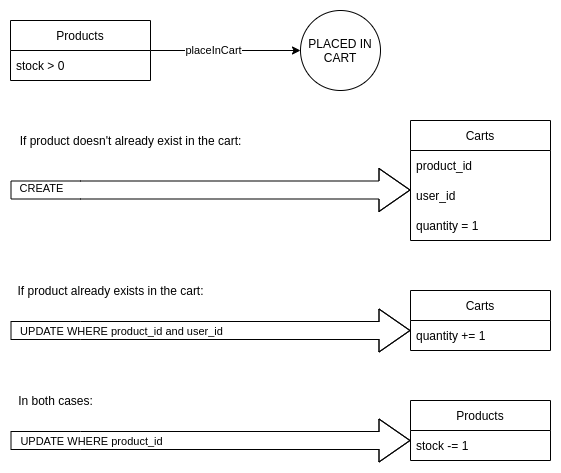 Products
stock > 0
placeInCart
PLACED IN
CART
If product doesn't already exist in the cart:
CREATE
Carts
product_id
user_id
quantity = 1
If product already exists in the cart:
UPDATE WHERE product_id and user_id
Carts
quantity += 1
In both cases:
UPDATE WHERE product_id
Products
stock -= 1